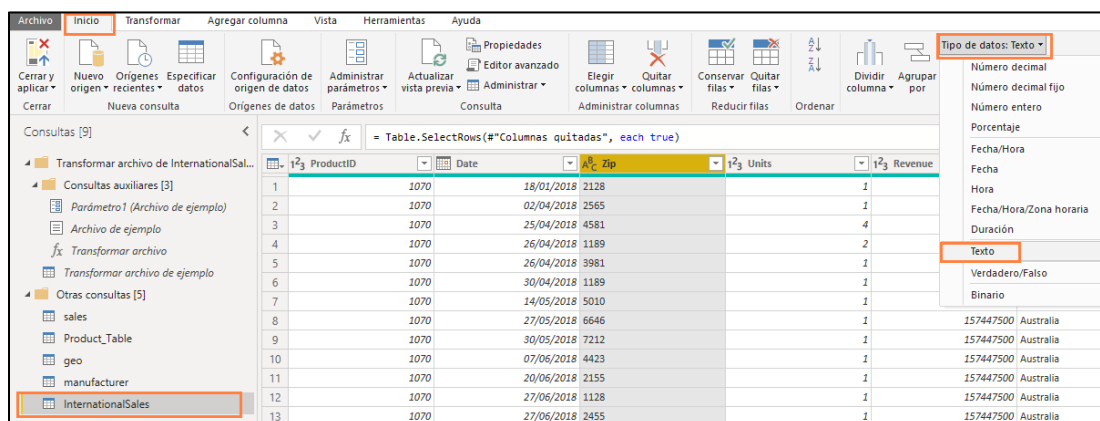 Archivo Inicio Transformar Agregar columna Vista Herramientas Ayuda
Cerrar y aplicar
Nuevo origen
Orígenes recientes
Especificar datos
Configuración de origen de datos
Administrar parámetros
Actualizar vista previa
Propiedades
Editor avanzado
Administrar
Elegir columnas
Quitar columnas
Conservar filas
Quitar filas
Dividir columna
Agrupar por
Cerrar Nueva consulta Orígenes de datos Parámetros Consulta Administrar columnas Reducir filas Ordenar
Tipo de datos: Texto
Número decimal
Número decimal fijo
Número entero
Porcentaje
Fecha/Hora
Fecha
Hora
Fecha/Hora/Zona horaria
Duración
Texto
Verdadero/Falso
Binario
Consultas [9]
Transformar archivo de InternationalSal...
Consultas auxiliares [3]
Parámetro1 (Archivo de ejemplo)
Archivo de ejemplo
fx Transformar archivo
Transformar archivo de ejemplo
Otras consultas [5]
sales
Product_Table
geo
manufacturer
InternationalSales
fx = Table.SelectRows(#"Columnas quitadas", each true)
123 ProductID Date ABC Zip 123 Units 123 Revenue
1 1070 18/01/2018 2128 1
2 1070 02/04/2018 2565 1
3 1070 25/04/2018 4581 4
4 1070 26/04/2018 1189 2
5 1070 26/04/2018 3981 1
6 1070 30/04/2018 1189 1
7 1070 14/05/2018 5010 1
8 1070 27/05/2018 6646 1 157447500 Australia
9 1070 30/05/2018 7212 1 157447500 Australia
10 1070 07/06/2018 4423 1 157447500 Australia
11 1070 20/06/2018 2155 1 157447500 Australia
12 1070 27/06/2018 1128 1 157447500 Australia
13 1070 27/06/2018 2455 1 157447500 Australia